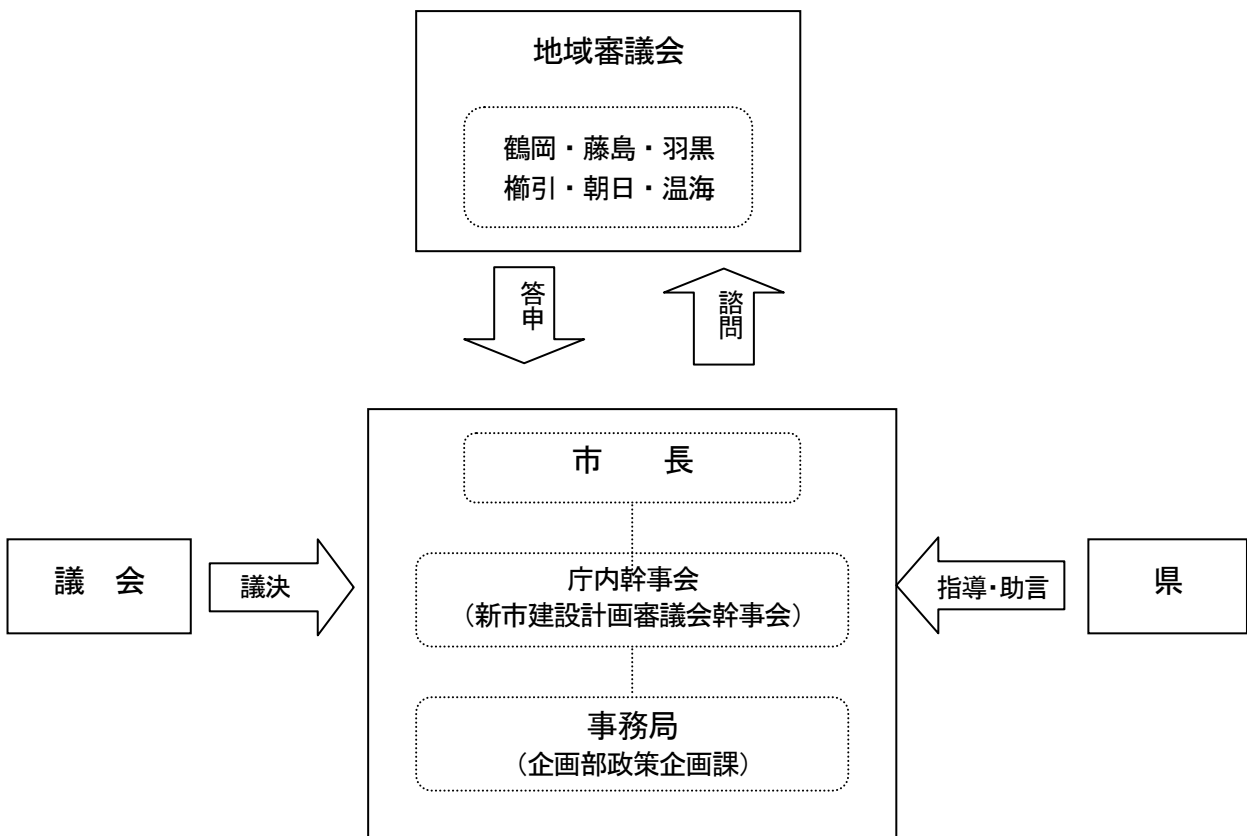 地域審議会
鶴岡・藤島・羽黒
櫛引・朝日・温海
答申
諮問
市　　長
議　会
議決
庁内幹事会
（新市建設計画審議会幹事会）
指導・助言
県
事務局
（企画部政策企画課）